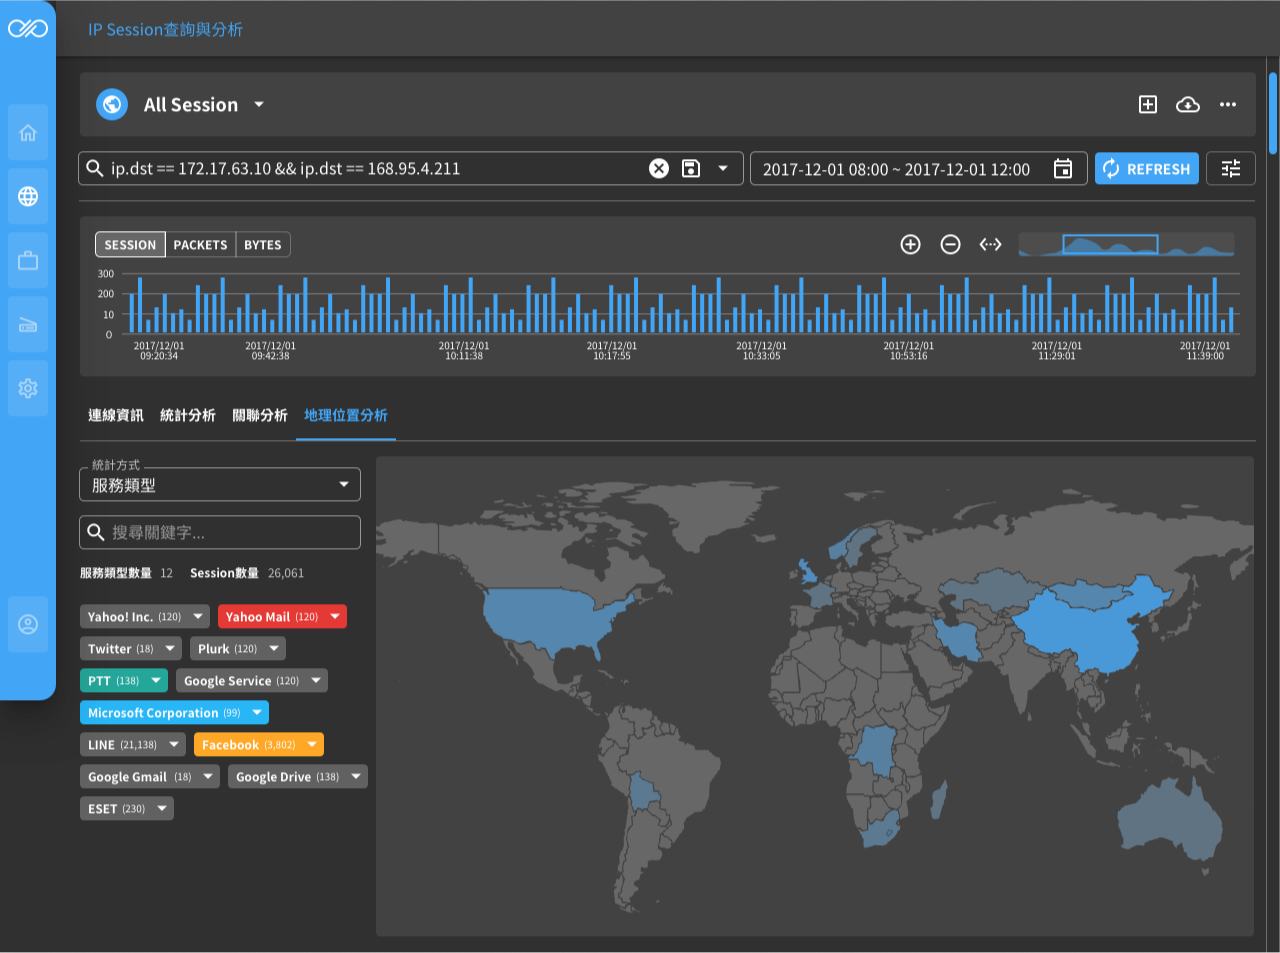 IP Session查詢與分析
All Session
ip.dst == 172.17.63.10 && ip.dst == 168.95.4.211
2017-12-01 08:00 ~ 2017-12-01 12:00
REFRESH
SESSION PACKETS BYTES
300
200
10
0
2017/12/01 09:20:34
2017/12/01 09:42:38
2017/12/01 10:11:38
2017/12/01 10:17:55
2017/12/01 10:33:05
2017/12/01 10:53:16
2017/12/01 11:29:01
2017/12/01 11:39:00
連線資訊 統計分析 關聯分析 地理位置分析
統計方式
服務類型
搜尋關鍵字...
服務類型數量 12 Session數量 26,061
Yahoo! Inc. (120) Yahoo Mail (120)
Twitter (18) Plurk (120)
PTT (138) Google Service (120)
Microsoft Corporation (99)
LINE (21,138) Facebook (3,802)
Google Gmail (18) Google Drive (138)
ESET (230)